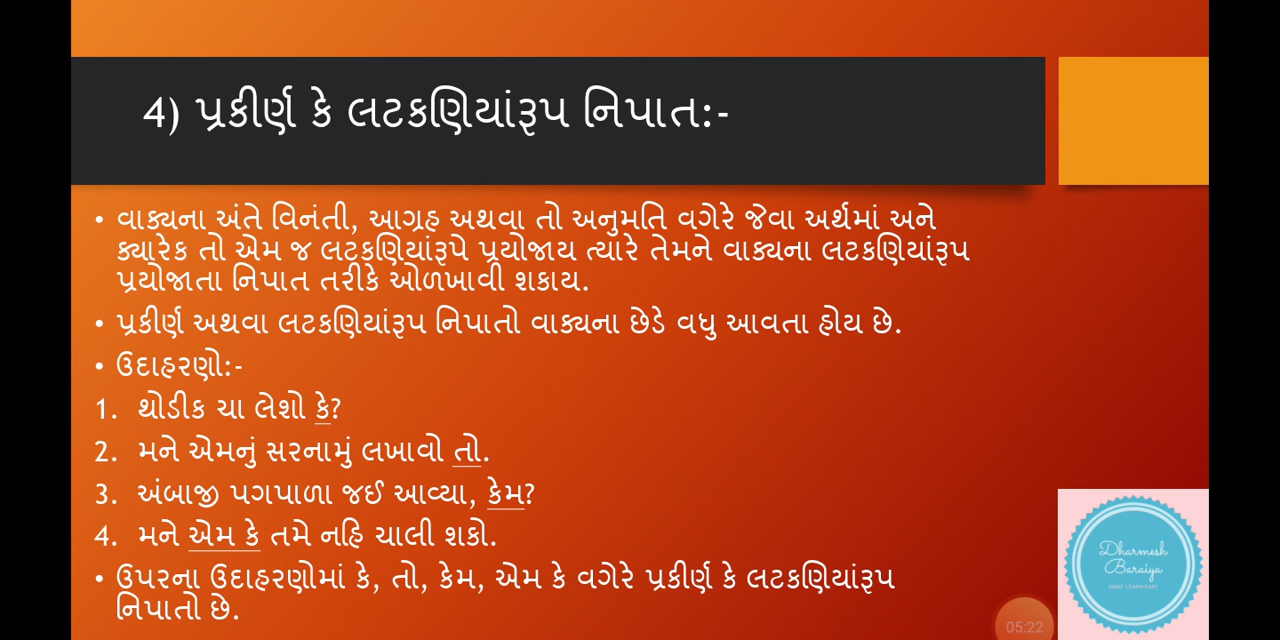 4) પ્રકીર્ણ કે લટકણિયાંરૂપ નિપાત:-
• વાક્યના અંતે વિનંતી, આગ્રહ અથવા તો અનુમતિ વગેરે જેવા અર્થમાં અને
ક્યારેક તો એમ જ લટકણિયાંરૂપે પ્રયોજાય ત્યારે તેમને વાક્યના લટકણિયાંરૂપ
પ્રયોજાતા નિપાત તરીકે ઓળખાવી શકાય.
• પ્રકીર્ણ અથવા લટકણિયાંરૂપ નિપાતો વાક્યના છેડે વધુ આવતા હોય છે.
• ઉદાહરણો:-
1. થોડીક ચા લેશો કે?
2. મને એમનું સરનામું લખાવો તો.
3. અંબાજી પગપાળા જઈ આવ્યા, કેમ?
4. મને એમ કે તમે નહિ ચાલી શકો.
• ઉપરના ઉદાહરણોમાં કે, તો, કેમ, એમ કે વગેરે પ્રકીર્ણ કે લટકણિયાંરૂપ
નિપાતો છે.
Dharmesh
Baraiya
MAKE LEARN EASY
05:22